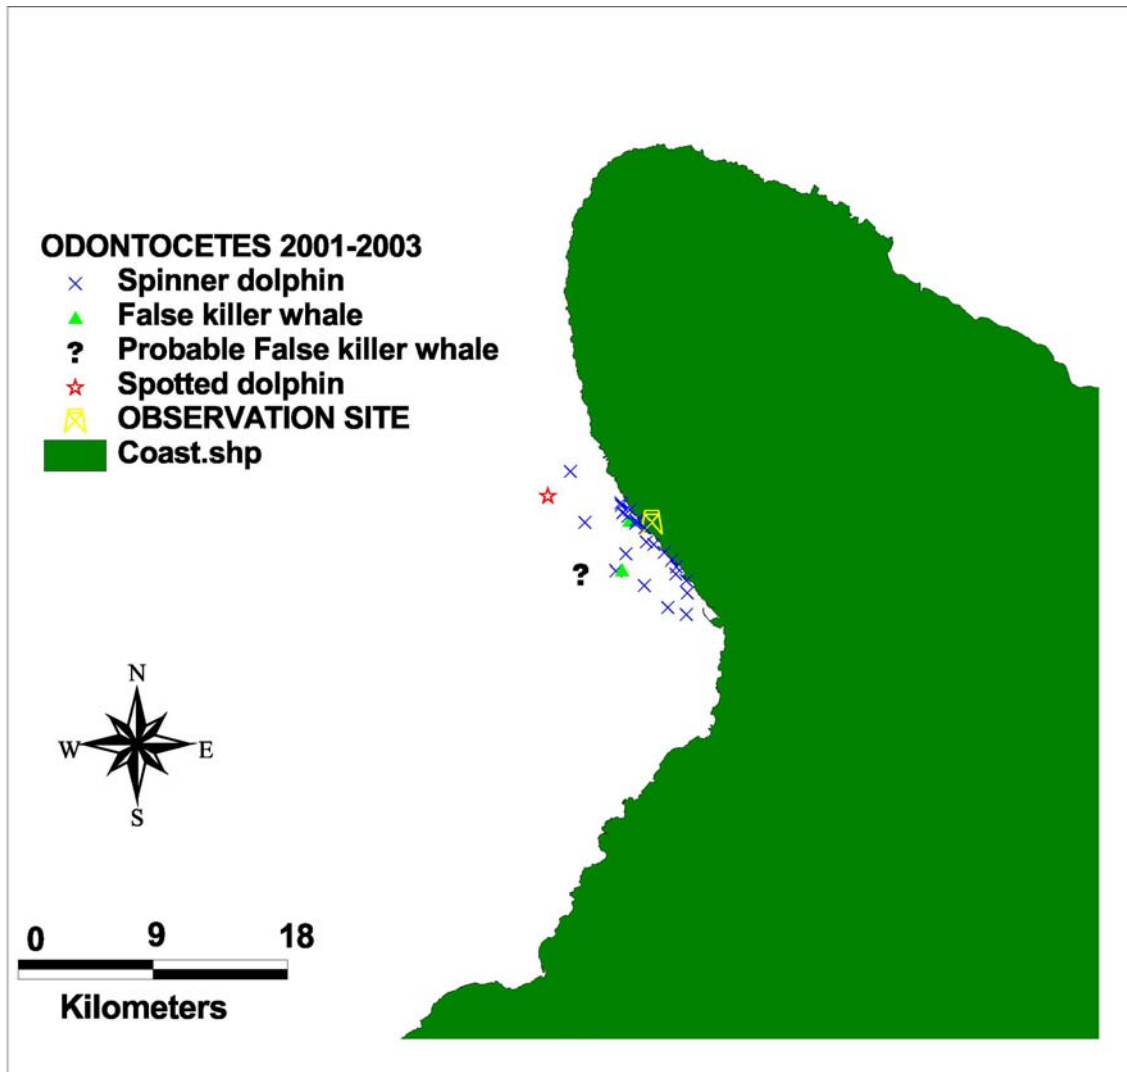 ODONTOCETES 2001-2003
Spinner dolphin
False killer whale
? Probable False killer whale
Spotted dolphin
OBSERVATION SITE
Coast.shp
?
N
W E
S
0 9 18
Kilometers